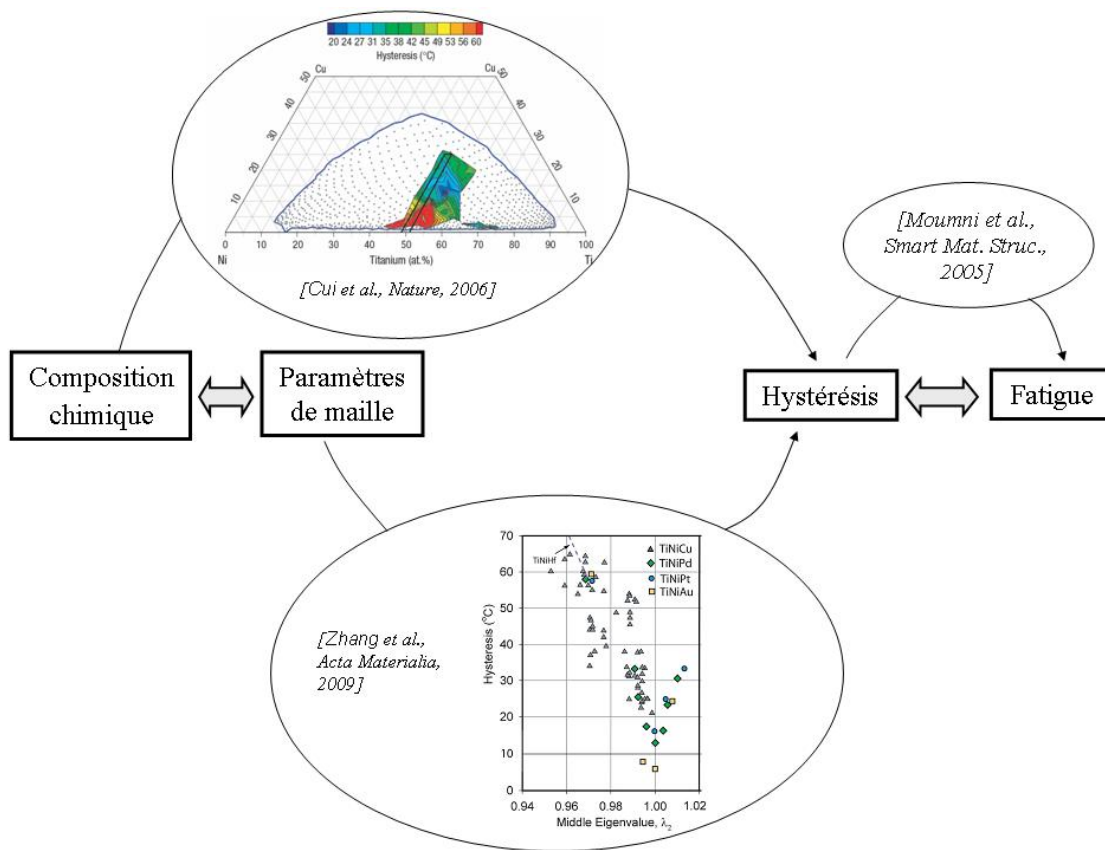 20 24 27 31 35 38 42 45 49 53 56 60
Hysteresis (°C)
50 Cu
Cu 50
40
40
30
30
20
20
10
10
0 10 20 30 40 50 60 70 80 90 100
Ni Titanium (at.%) Ti
[Cui et al., Nature, 2006]
[Moumni et al.,
Smart Mat. Struc.,
2005]
Composition
chimique
Paramètres
de maille
Hystérésis
Fatigue
[Zhang et al.,
Acta Materialia,
2009]
70
60
50
40
30
20
10
0
Hysteresis (°C)
TiNiHf
TiNiCu
TiNiPd
TiNiPt
TiNiAu
0.94 0.96 0.98 1.00 1.02
Middle Eigenvalue, λ2